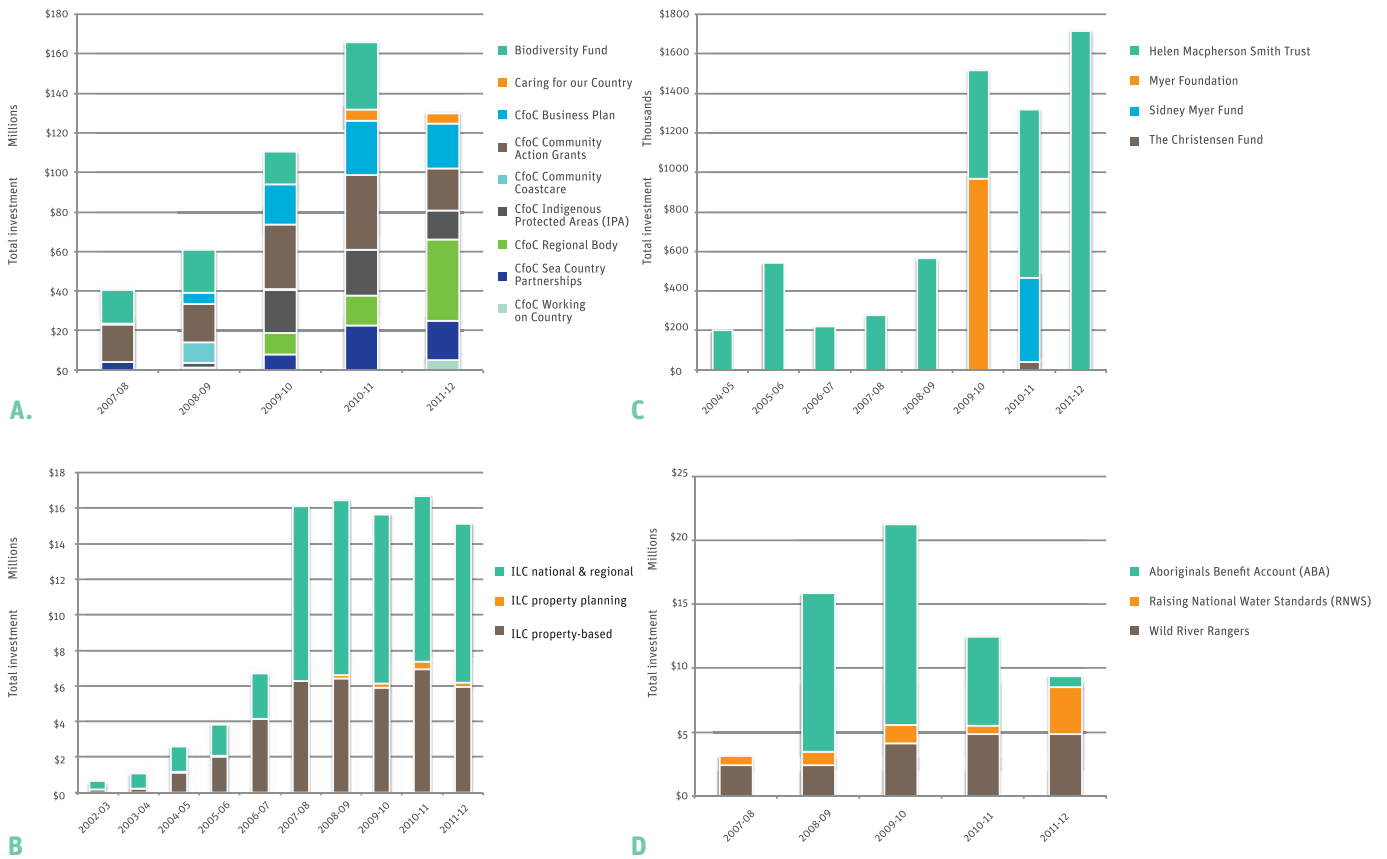 $180
$160
$140
$120
$100
$80
$60
$40
$20
$0
Millions
Total investment
2007-08
2008-09
2009-10
2010-11
2011-12
Biodiversity Fund
Caring for our Country
CfoC Business Plan
CfoC Community
Action Grants
CfoC Community
Coastcare
CfoC Indigenous
Protected Areas (IPA)
CfoC Regional Body
CfoC Sea Country
Partnerships
CfoC Working
on Country
A.
$1800
$1600
$1400
$1200
$1000
$800
$600
$400
$200
$0
Thousands
Total investment
2004-05
2005-06
2006-07
2007-08
2008-09
2009-10
2010-11
2011-12
Helen Macpherson Smith Trust
Myer Foundation
Sidney Myer Fund
The Christensen Fund
C
$18
$16
$14
$12
$10
$8
$6
$4
$2
$0
Millions
Total investment
2002-03
2003-04
2004-05
2005-06
2006-07
2007-08
2008-09
2009-10
2010-11
2011-12
ILC national & regional
ILC property planning
ILC property-based
B
$25
$20
$15
$10
$5
$0
Millions
Total investment
2007-08
2008-09
2009-10
2010-11
2011-12
Aboriginals Benefit Account (ABA)
Raising National Water Standards (RNWS)
Wild River Rangers
D